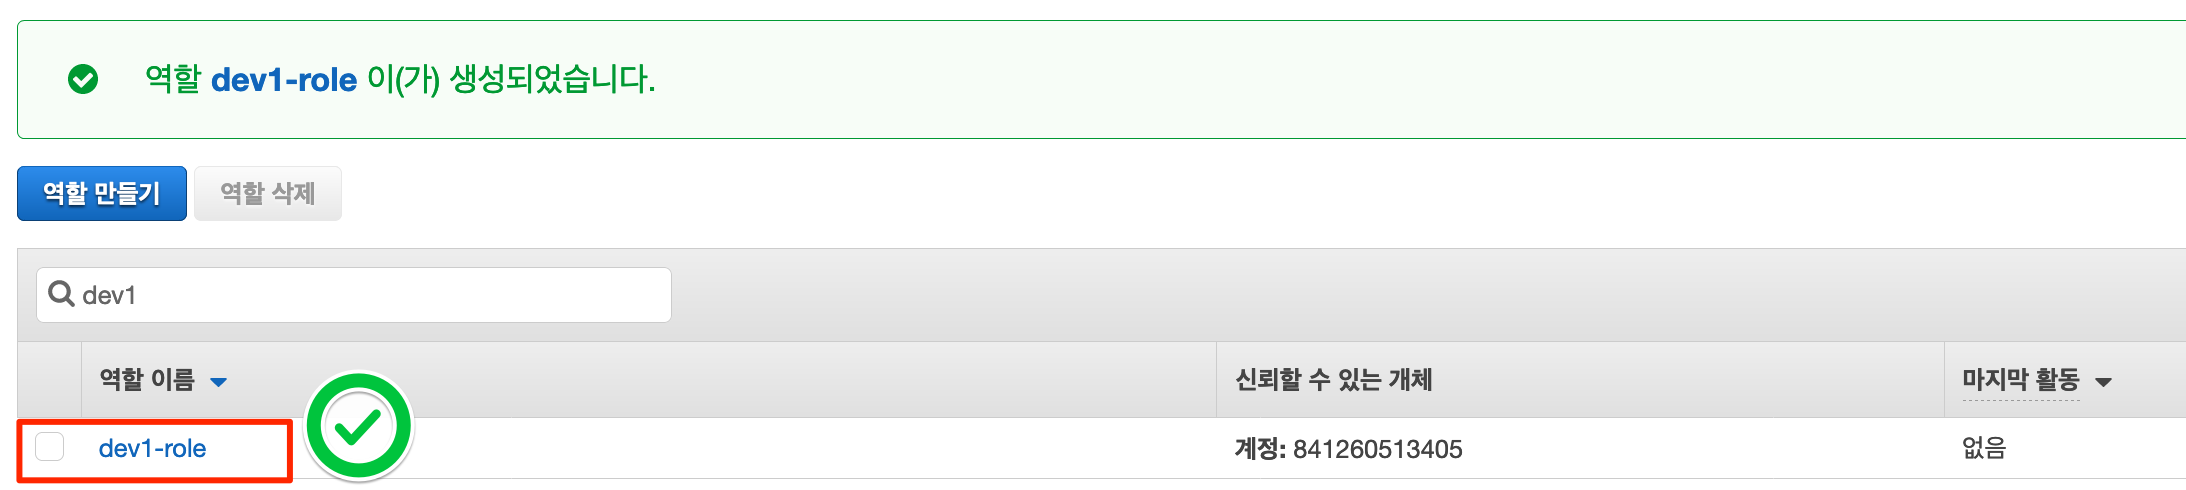 역할 dev1-role 이(가) 생성되었습니다.
역할 만들기 역할 삭제
dev1
역할 이름 신뢰할 수 있는 개체 마지막 활동
dev1-role 계정: 841260513405 없음